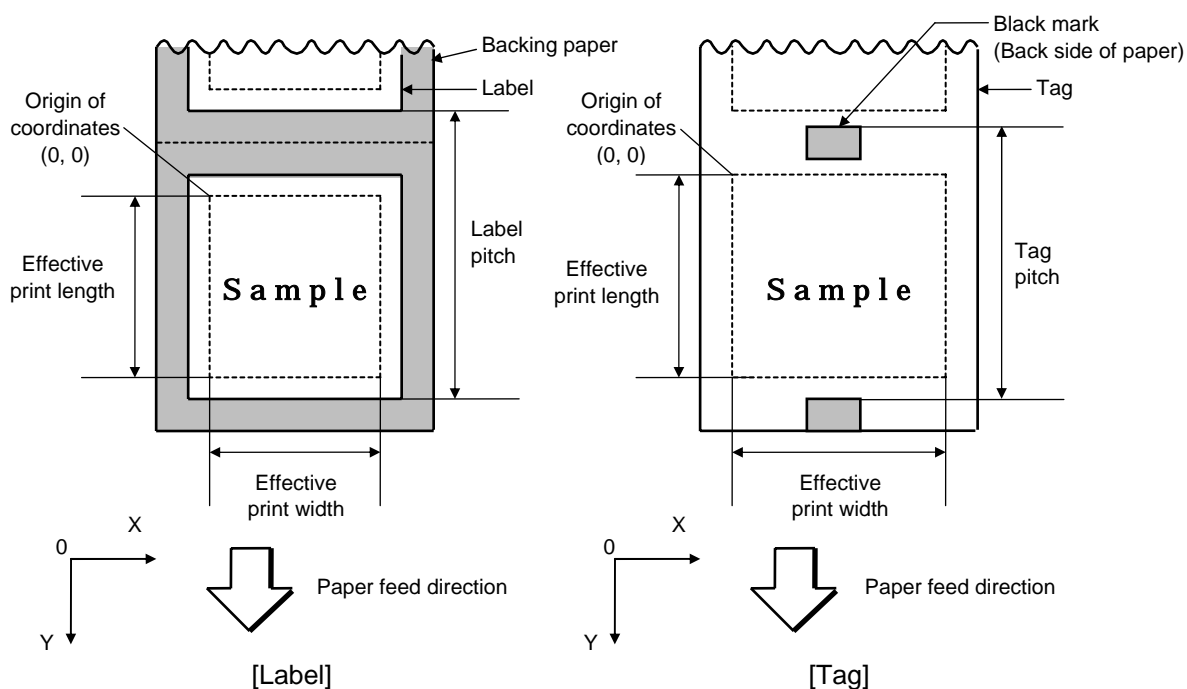 Backing paper
Label
Origin of
coordinates
(0, 0)
Label
pitch
Effective
print length
Sample
Effective
print width
0
X
Y
Paper feed direction
[Label]
Black mark
(Back side of paper)
Tag
Origin of
coordinates
(0, 0)
Tag
pitch
Effective
print length
Sample
Effective
print width
0
X
Y
Paper feed direction
[Tag]